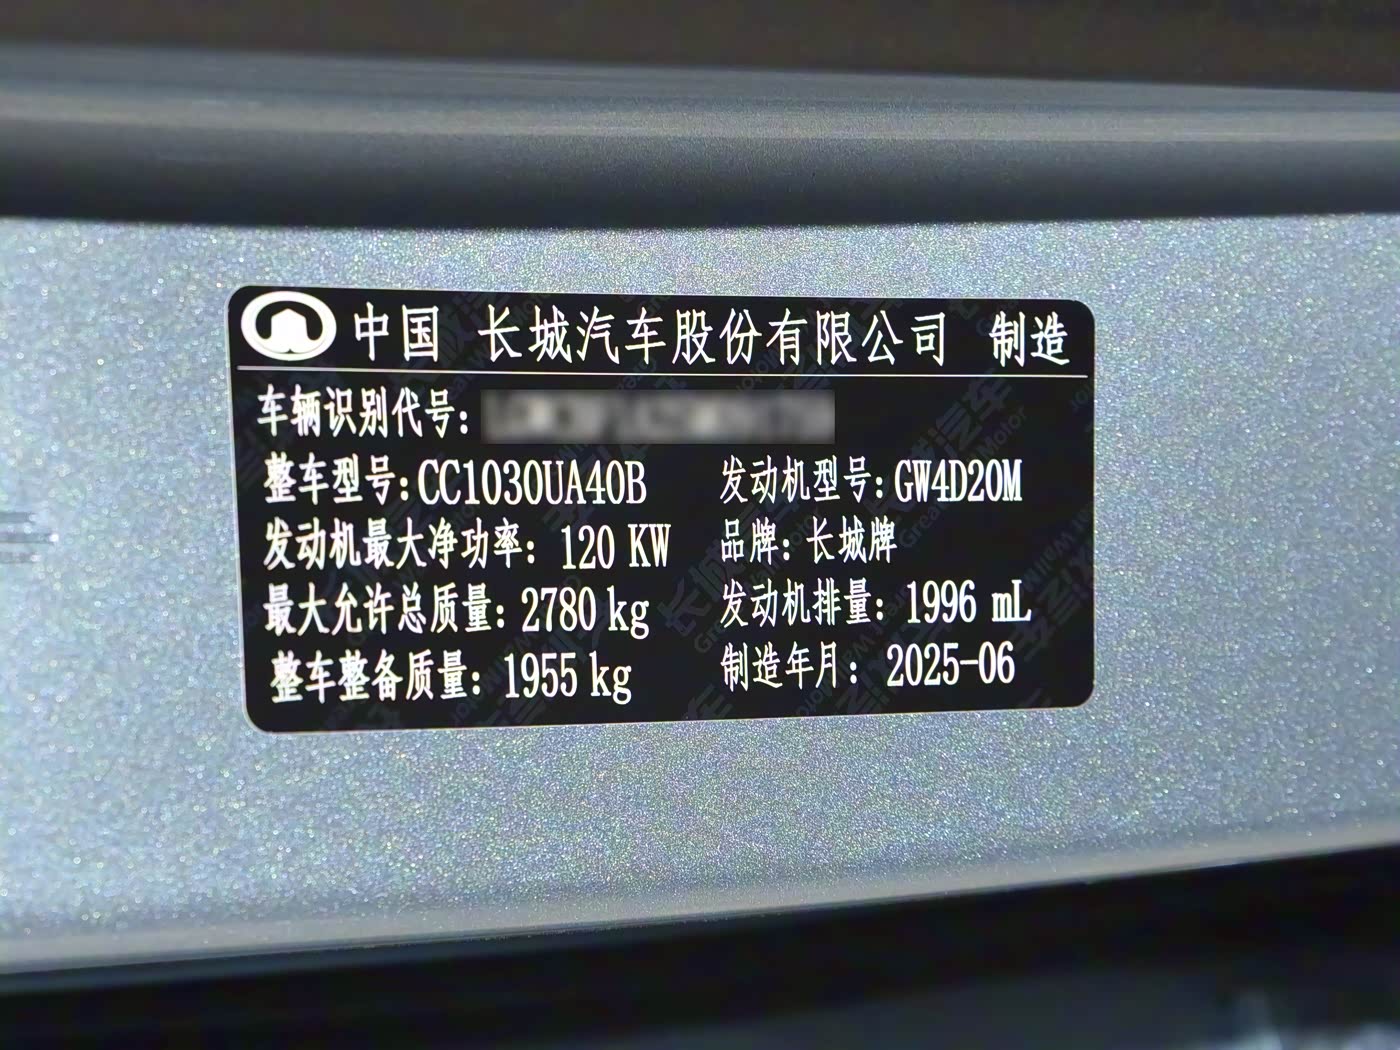 中国 长城汽车股份有限公司 制造
车辆识别代号:
整车型号:CC1030UA40B 发动机型号:GW4D20M
发动机最大净功率: 120 KW 品牌: 长城牌
最大允许总质量: 2780 kg 发动机排量: 1996 mL
整车整备质量: 1955 kg 制造年月: 2025-06